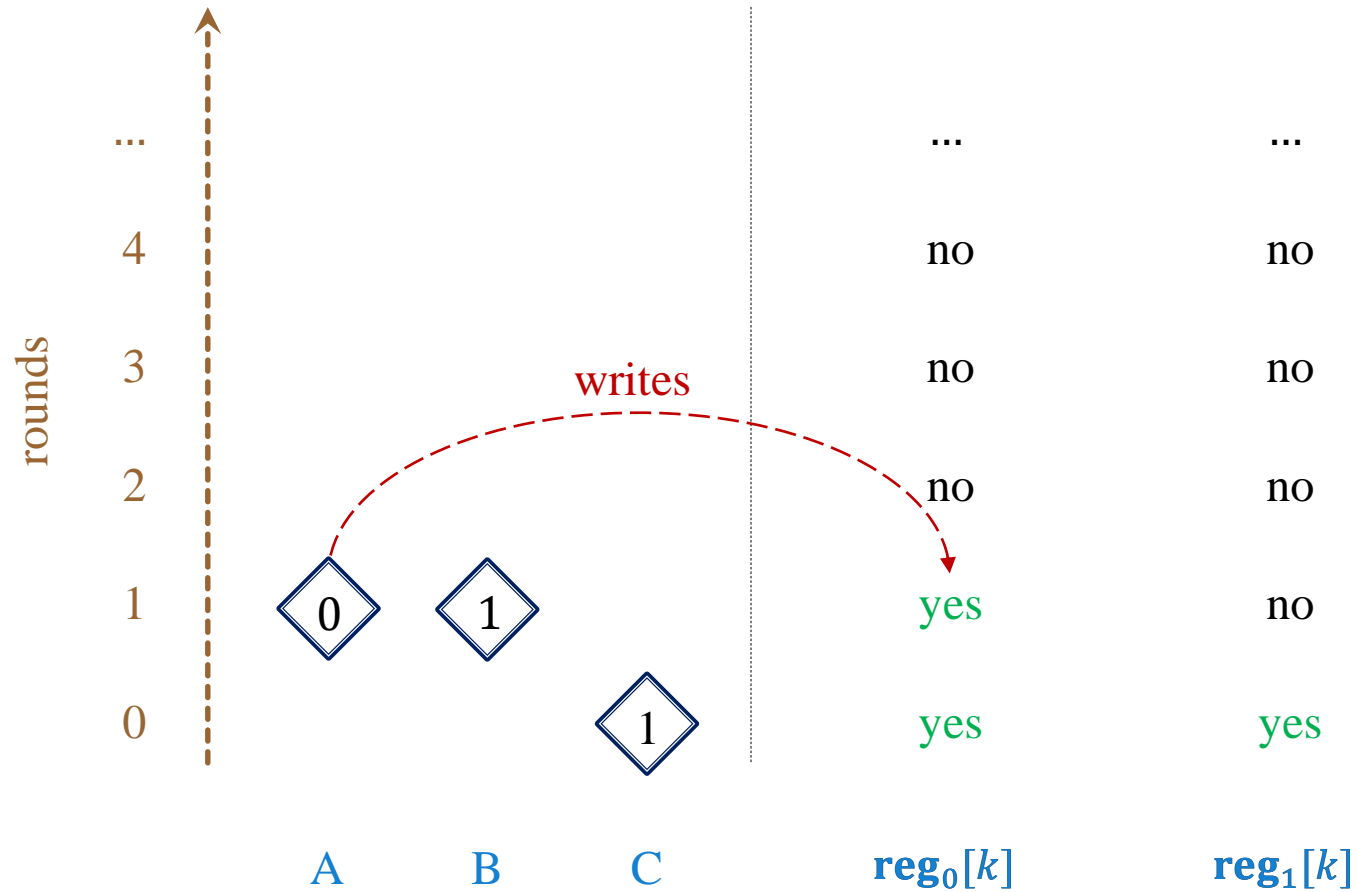 ... ... ...
4 no no
rounds
3 no no
writes
2 no no
1 0 1 yes no
0 1 yes yes
A B C reg₀[k] reg₁[k]